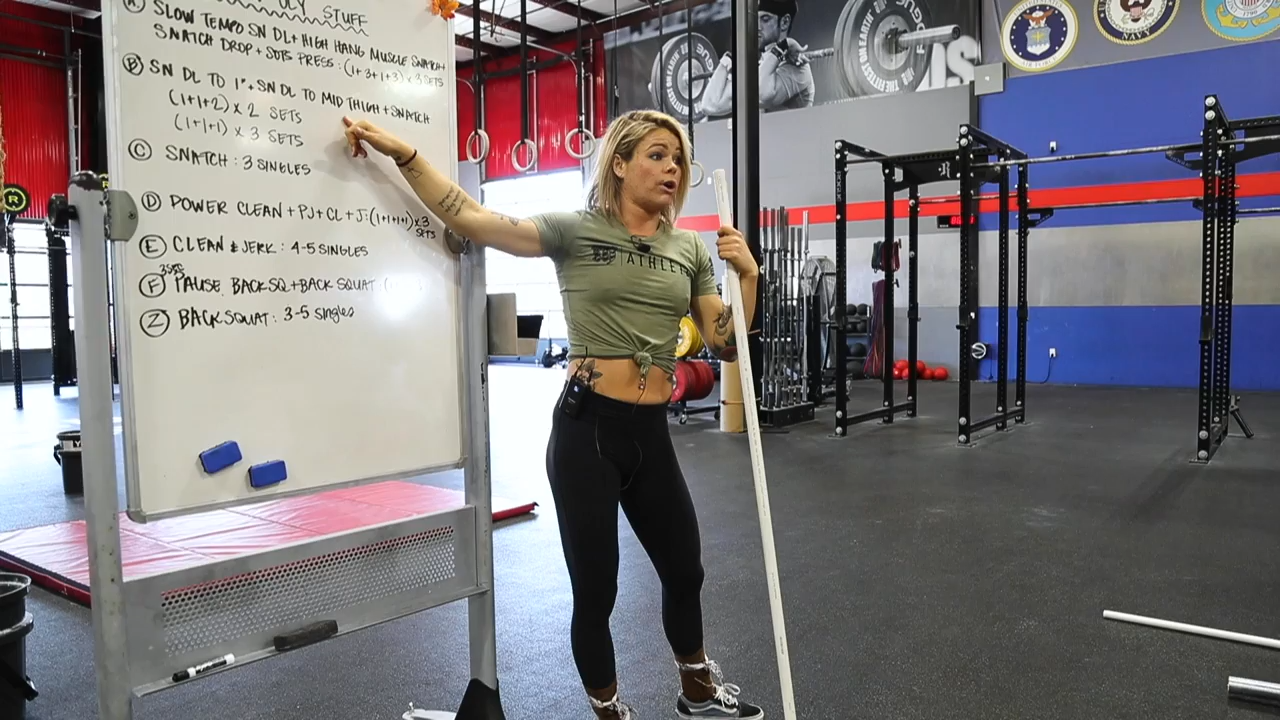 OLY STUFF
(A) SLOW TEMPO SN DL + HIGH HANG MUSCLE SNATCH +
SNATCH DROP + SOTS PRESS : (1+3+1+3) x 3 SETS
(B) SN DL TO 1" + SN DL TO MID THIGH + SNATCH
(1+1+2) x 2 SETS
(1+1+1) x 3 SETS
(C) SNATCH : 3 SINGLES
(D) POWER CLEAN + PJ + CL + J : (1+1+1+1) x 3
SETS
(E) CLEAN & JERK : 4-5 SINGLES
(F) PAUSE BACK SQ + BACK SQUAT
(Z) BACK SQUAT : 3-5 singles
ATHLE
ROGUE
NAVY